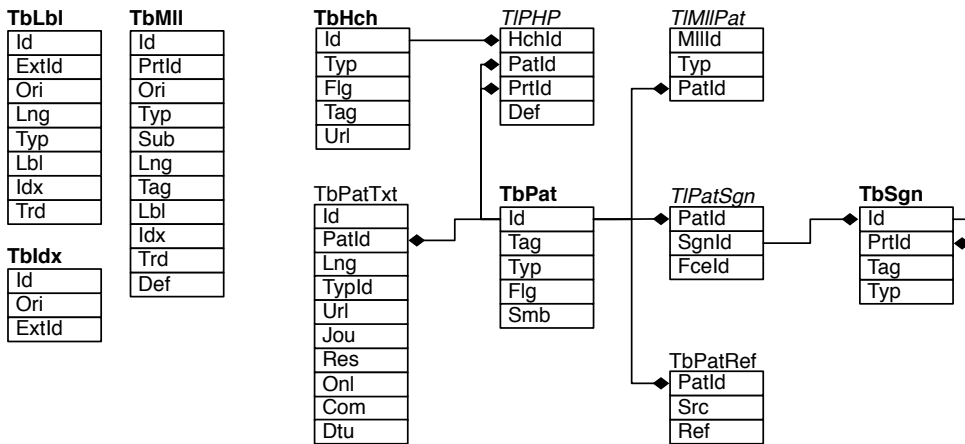 TbLbl
Id
ExtId
Ori
Lng
Typ
Lbl
Idx
Trd
TbIdx
Id
Ori
ExtId
TbMll
Id
PrtId
Ori
Typ
Sub
Lng
Tag
Lbl
Idx
Trd
Def
TbHch
Id
Typ
Flg
Tag
Url
TbPatTxt
Id
PatId
Lng
TypId
Url
Jou
Res
Onl
Com
Dtu
TlPHP
HchId
PatId
PrtId
Def
TbPat
Id
Tag
Typ
Flg
Smb
TlMllPat
MllId
Typ
PatId
TlPatSgn
PatId
SgnId
FceId
TbPatRef
PatId
Src
Ref
TbSgn
Id
PrtId
Tag
Typ